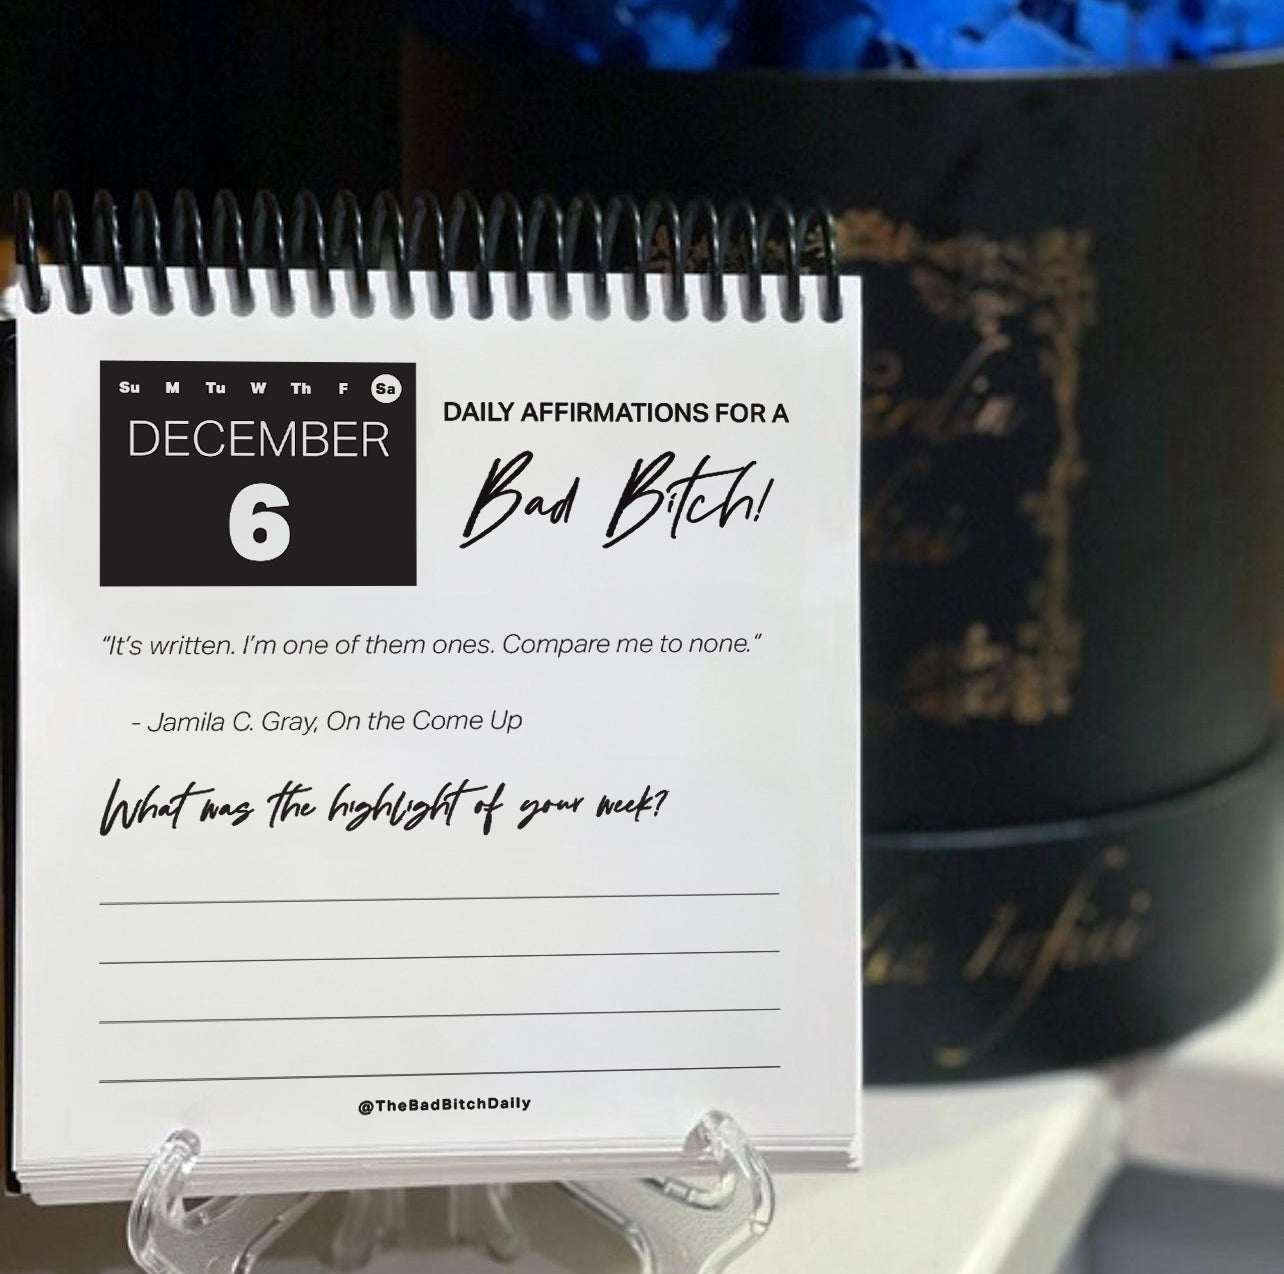 Su M Tu W Th F Sa
DECEMBER
6
DAILY AFFIRMATIONS FOR A
Bad Bitch!
“It’s written. I’m one of them ones. Compare me to none.“
- Jamila C. Gray, On the Come Up
What was the highlight of your week?
@TheBadBitchDaily